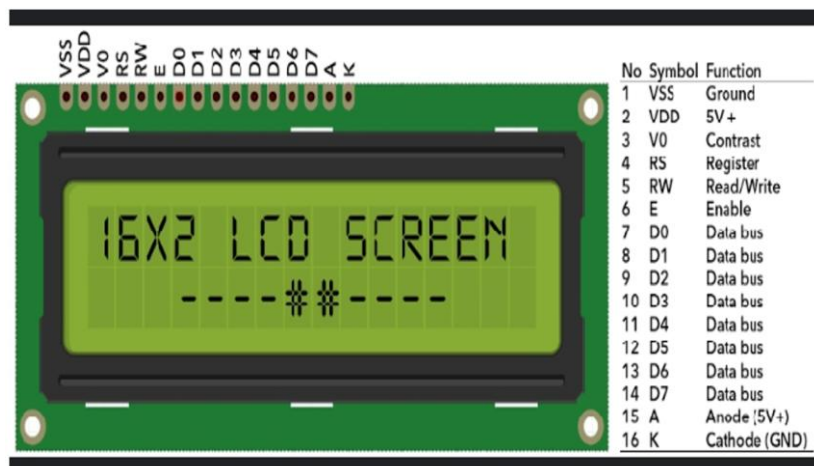 VSS VDD V0 RS RW E D0 D1 D2 D3 D4 D5 D6 D7 A K
16X2 LCD SCREEN
----##----
No Symbol Function
1 VSS Ground
2 VDD 5V+
3 V0 Contrast
4 RS Register
5 RW Read/Write
6 E Enable
7 D0 Data bus
8 D1 Data bus
9 D2 Data bus
10 D3 Data bus
11 D4 Data bus
12 D5 Data bus
13 D6 Data bus
14 D7 Data bus
15 A Anode (5V+)
16 K Cathode (GND)